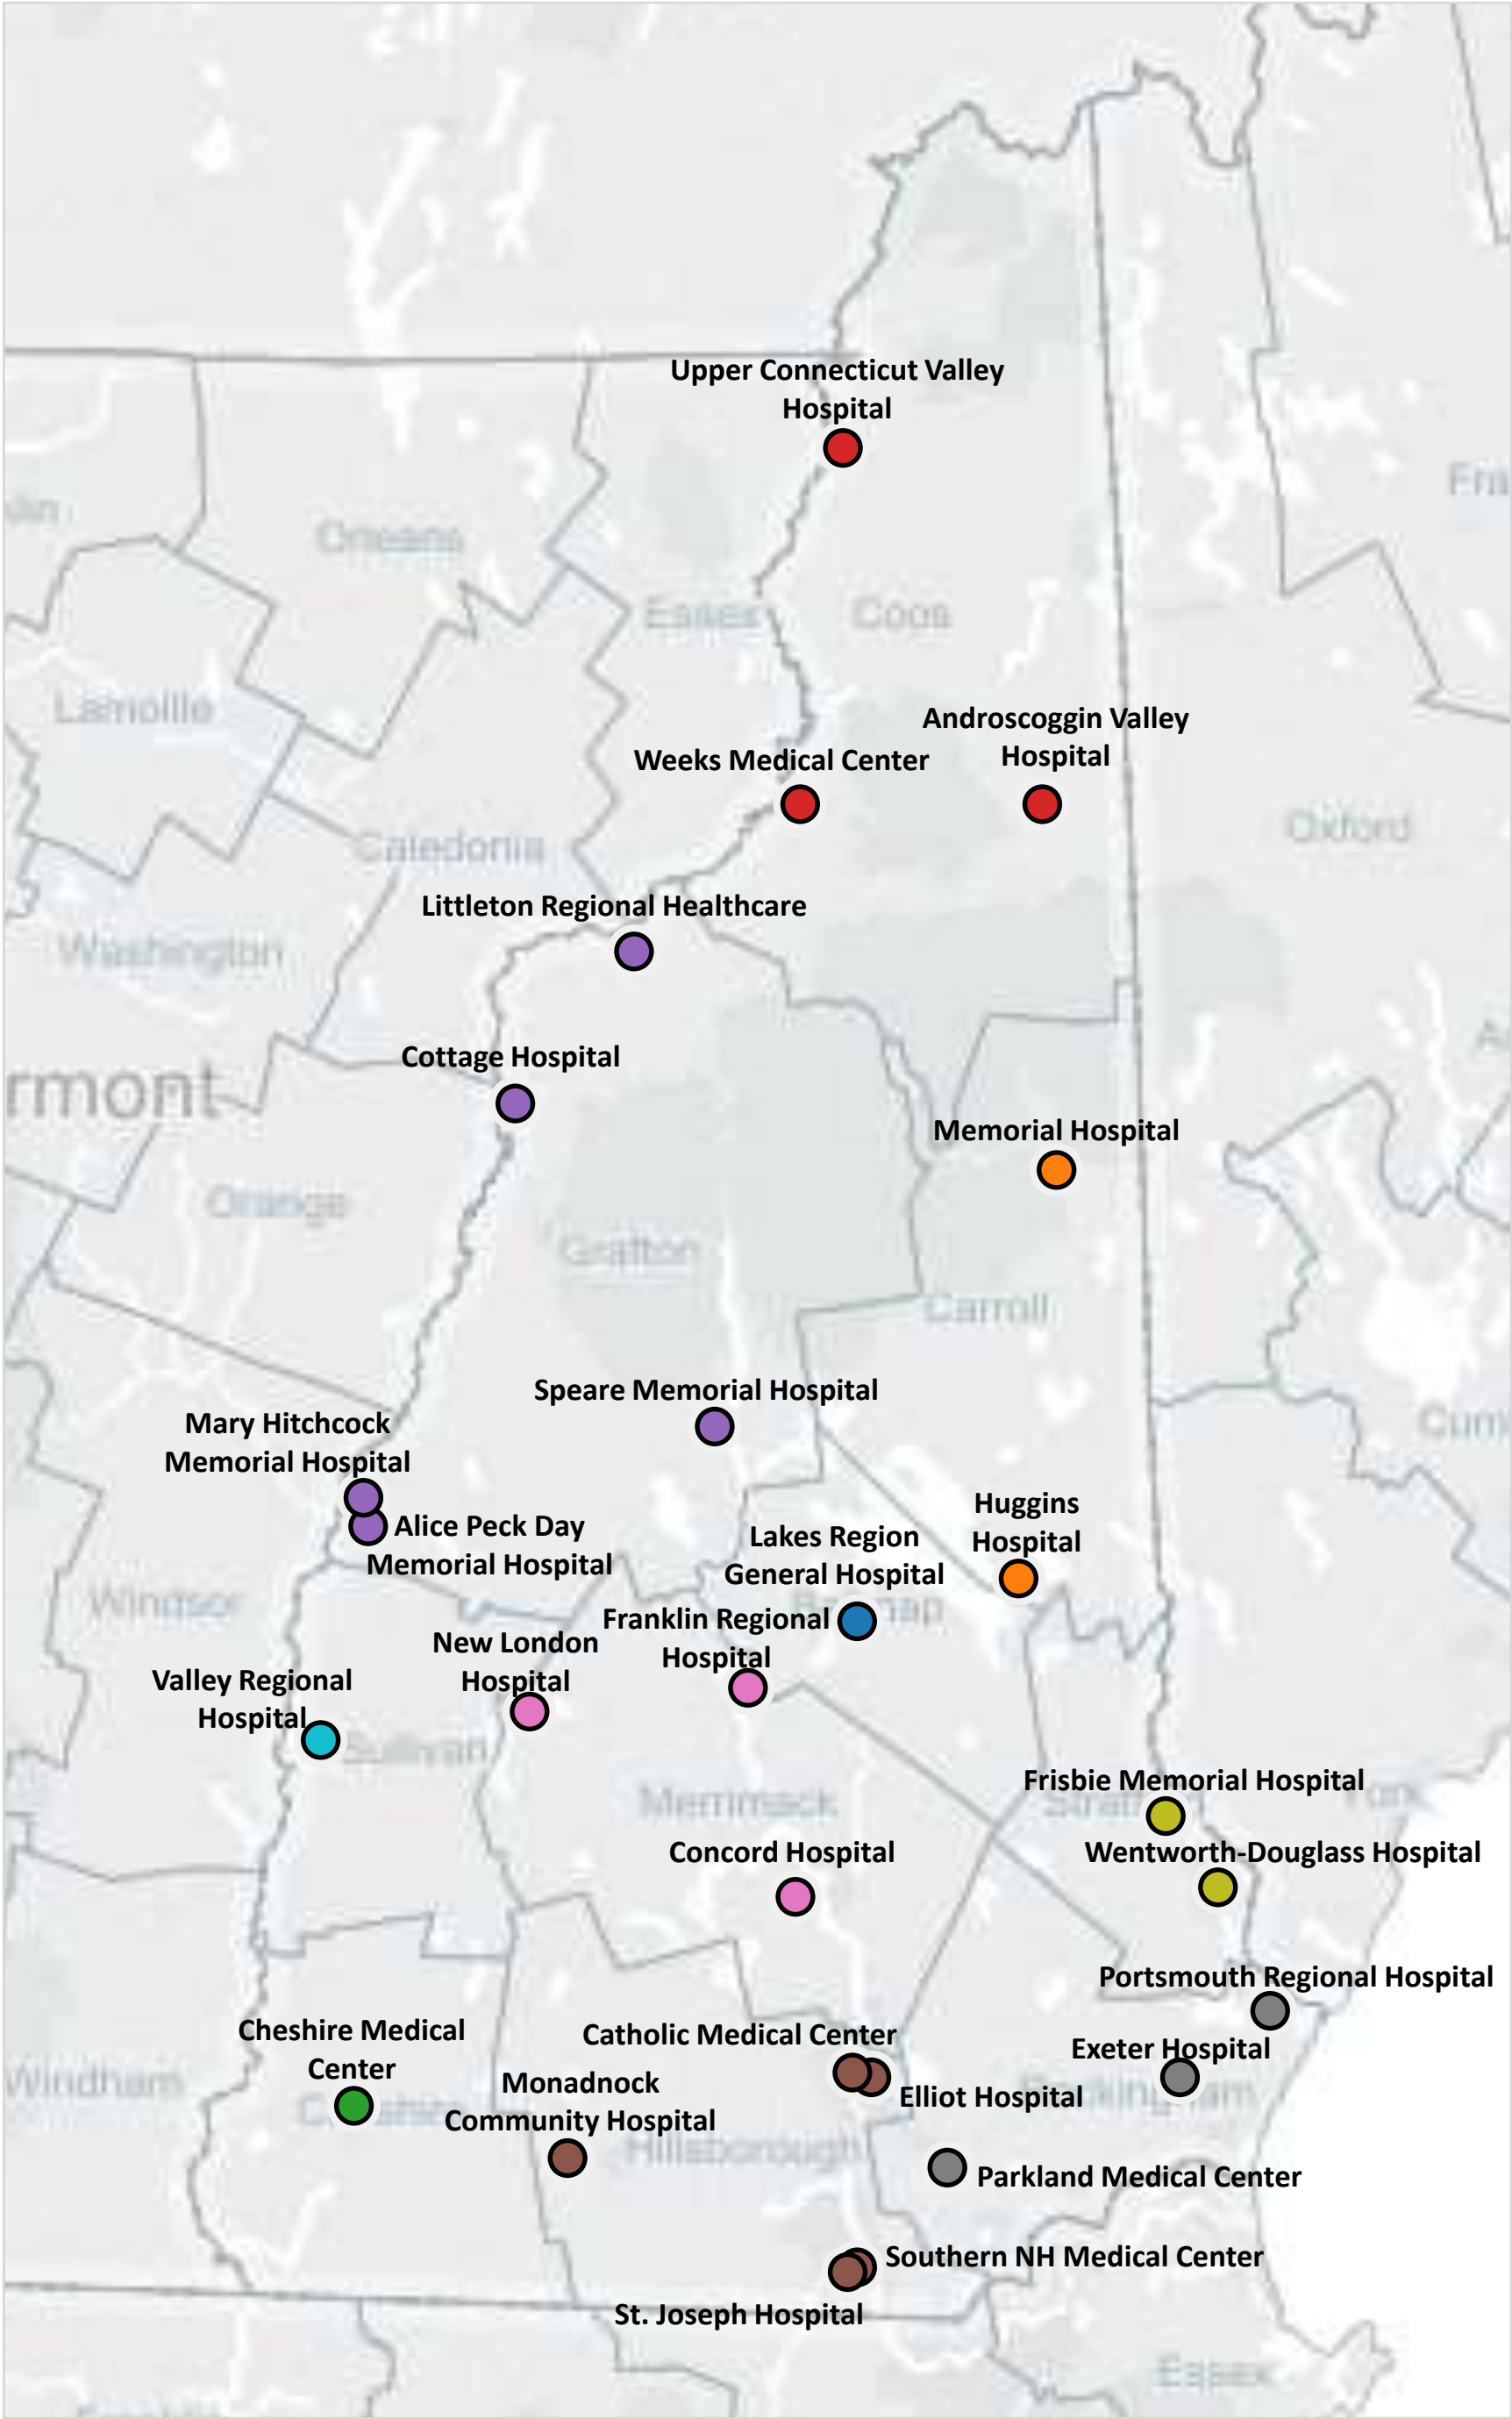 Upper Connecticut Valley
Hospital
Orleans
Essex
Coos
Lamoille
Androscoggin Valley
Hospital
Weeks Medical Center
Oxford
Caledonia
Littleton Regional Healthcare
Washington
Cottage Hospital
rmont
Memorial Hospital
Orange
Grafton
Carroll
Speare Memorial Hospital
Mary Hitchcock
Memorial Hospital
Huggins
Hospital
Alice Peck Day
Memorial Hospital
Lakes Region
General Hospital
Windsor
Franklin Regional
Hospital
New London
Hospital
Valley Regional
Hospital
Sullivan
Frisbie Memorial Hospital
Merrimack
York
Wentworth-Douglass Hospital
Concord Hospital
Portsmouth Regional Hospital
Cheshire Medical
Center
Catholic Medical Center
Exeter Hospital
Windham
Monadnock
Community Hospital
Elliot Hospital
Hillsborough
Parkland Medical Center
Southern NH Medical Center
St. Joseph Hospital
Essex